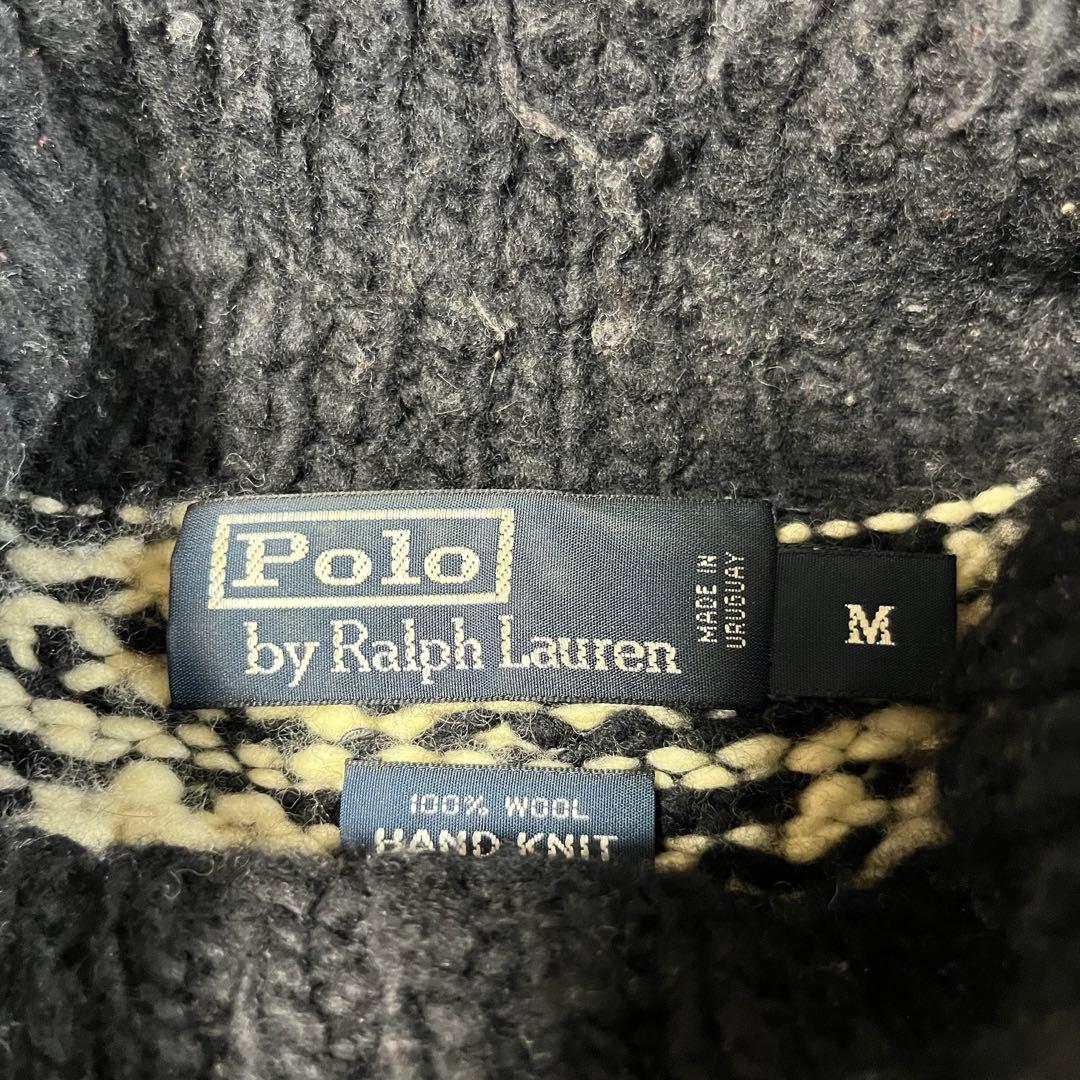 Polo
by Ralph Lauren
MADE IN
URUGUAY
M
100% WOOL
HAND KNIT